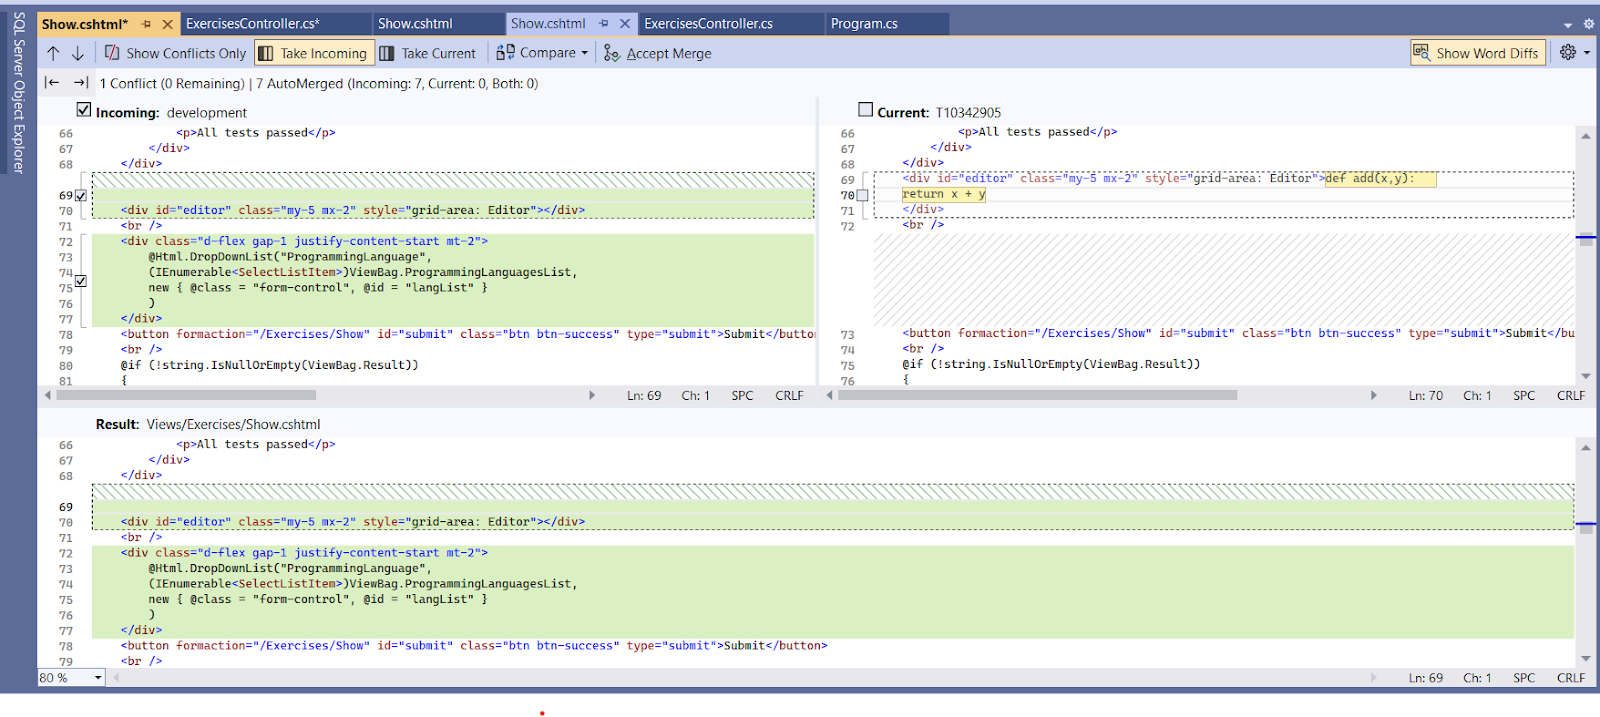 SQL Server Object Explorer
Show.cshtml* ExercisesController.cs* Show.cshtml Show.cshtml ExercisesController.cs Program.cs
Show Conflicts Only Take Incoming Take Current Compare Accept Merge Show Word Diffs
1 Conflict (0 Remaining) | 7 AutoMerged (Incoming: 7, Current: 0, Both: 0)
Incoming: development
66 <p>All tests passed</p>
67 </div>
68 </div>
69
70 <div id="editor" class="my-5 mx-2" style="grid-area: Editor"></div>
71 <br />
72 <div class="d-flex gap-1 justify-content-start mt-2">
73 @Html.DropDownList("ProgrammingLanguage",
74 (IEnumerable<SelectListItem>)ViewBag.ProgrammingLanguagesList,
75 new { @class = "form-control", @id = "langList" }
76 )
77 </div>
78 <button formaction="/Exercises/Show" id="submit" class="btn btn-success" type="submit">Submit</button
79 <br />
80 @if (!string.IsNullOrEmpty(ViewBag.Result))
81 {
Ln: 69 Ch: 1 SPC CRLF
Current: T10342905
66 <p>All tests passed</p>
67 </div>
68 </div>
69 <div id="editor" class="my-5 mx-2" style="grid-area: Editor">def add(x,y):
70 return x + y
71 </div>
72 <br />
73 <button formaction="/Exercises/Show" id="submit" class="btn btn-success" type="submit">Submit</bu
74 <br />
75 @if (!string.IsNullOrEmpty(ViewBag.Result))
76 {
Ln: 70 Ch: 1 SPC CRLF
Result: Views/Exercises/Show.cshtml
66 <p>All tests passed</p>
67 </div>
68 </div>
69
70 <div id="editor" class="my-5 mx-2" style="grid-area: Editor"></div>
71 <br />
72 <div class="d-flex gap-1 justify-content-start mt-2">
73 @Html.DropDownList("ProgrammingLanguage",
74 (IEnumerable<SelectListItem>)ViewBag.ProgrammingLanguagesList,
75 new { @class = "form-control", @id = "langList" }
76 )
77 </div>
78 <button formaction="/Exercises/Show" id="submit" class="btn btn-success" type="submit">Submit</button>
79 <br />
80 % Ln: 69 Ch: 1 SPC CRLF